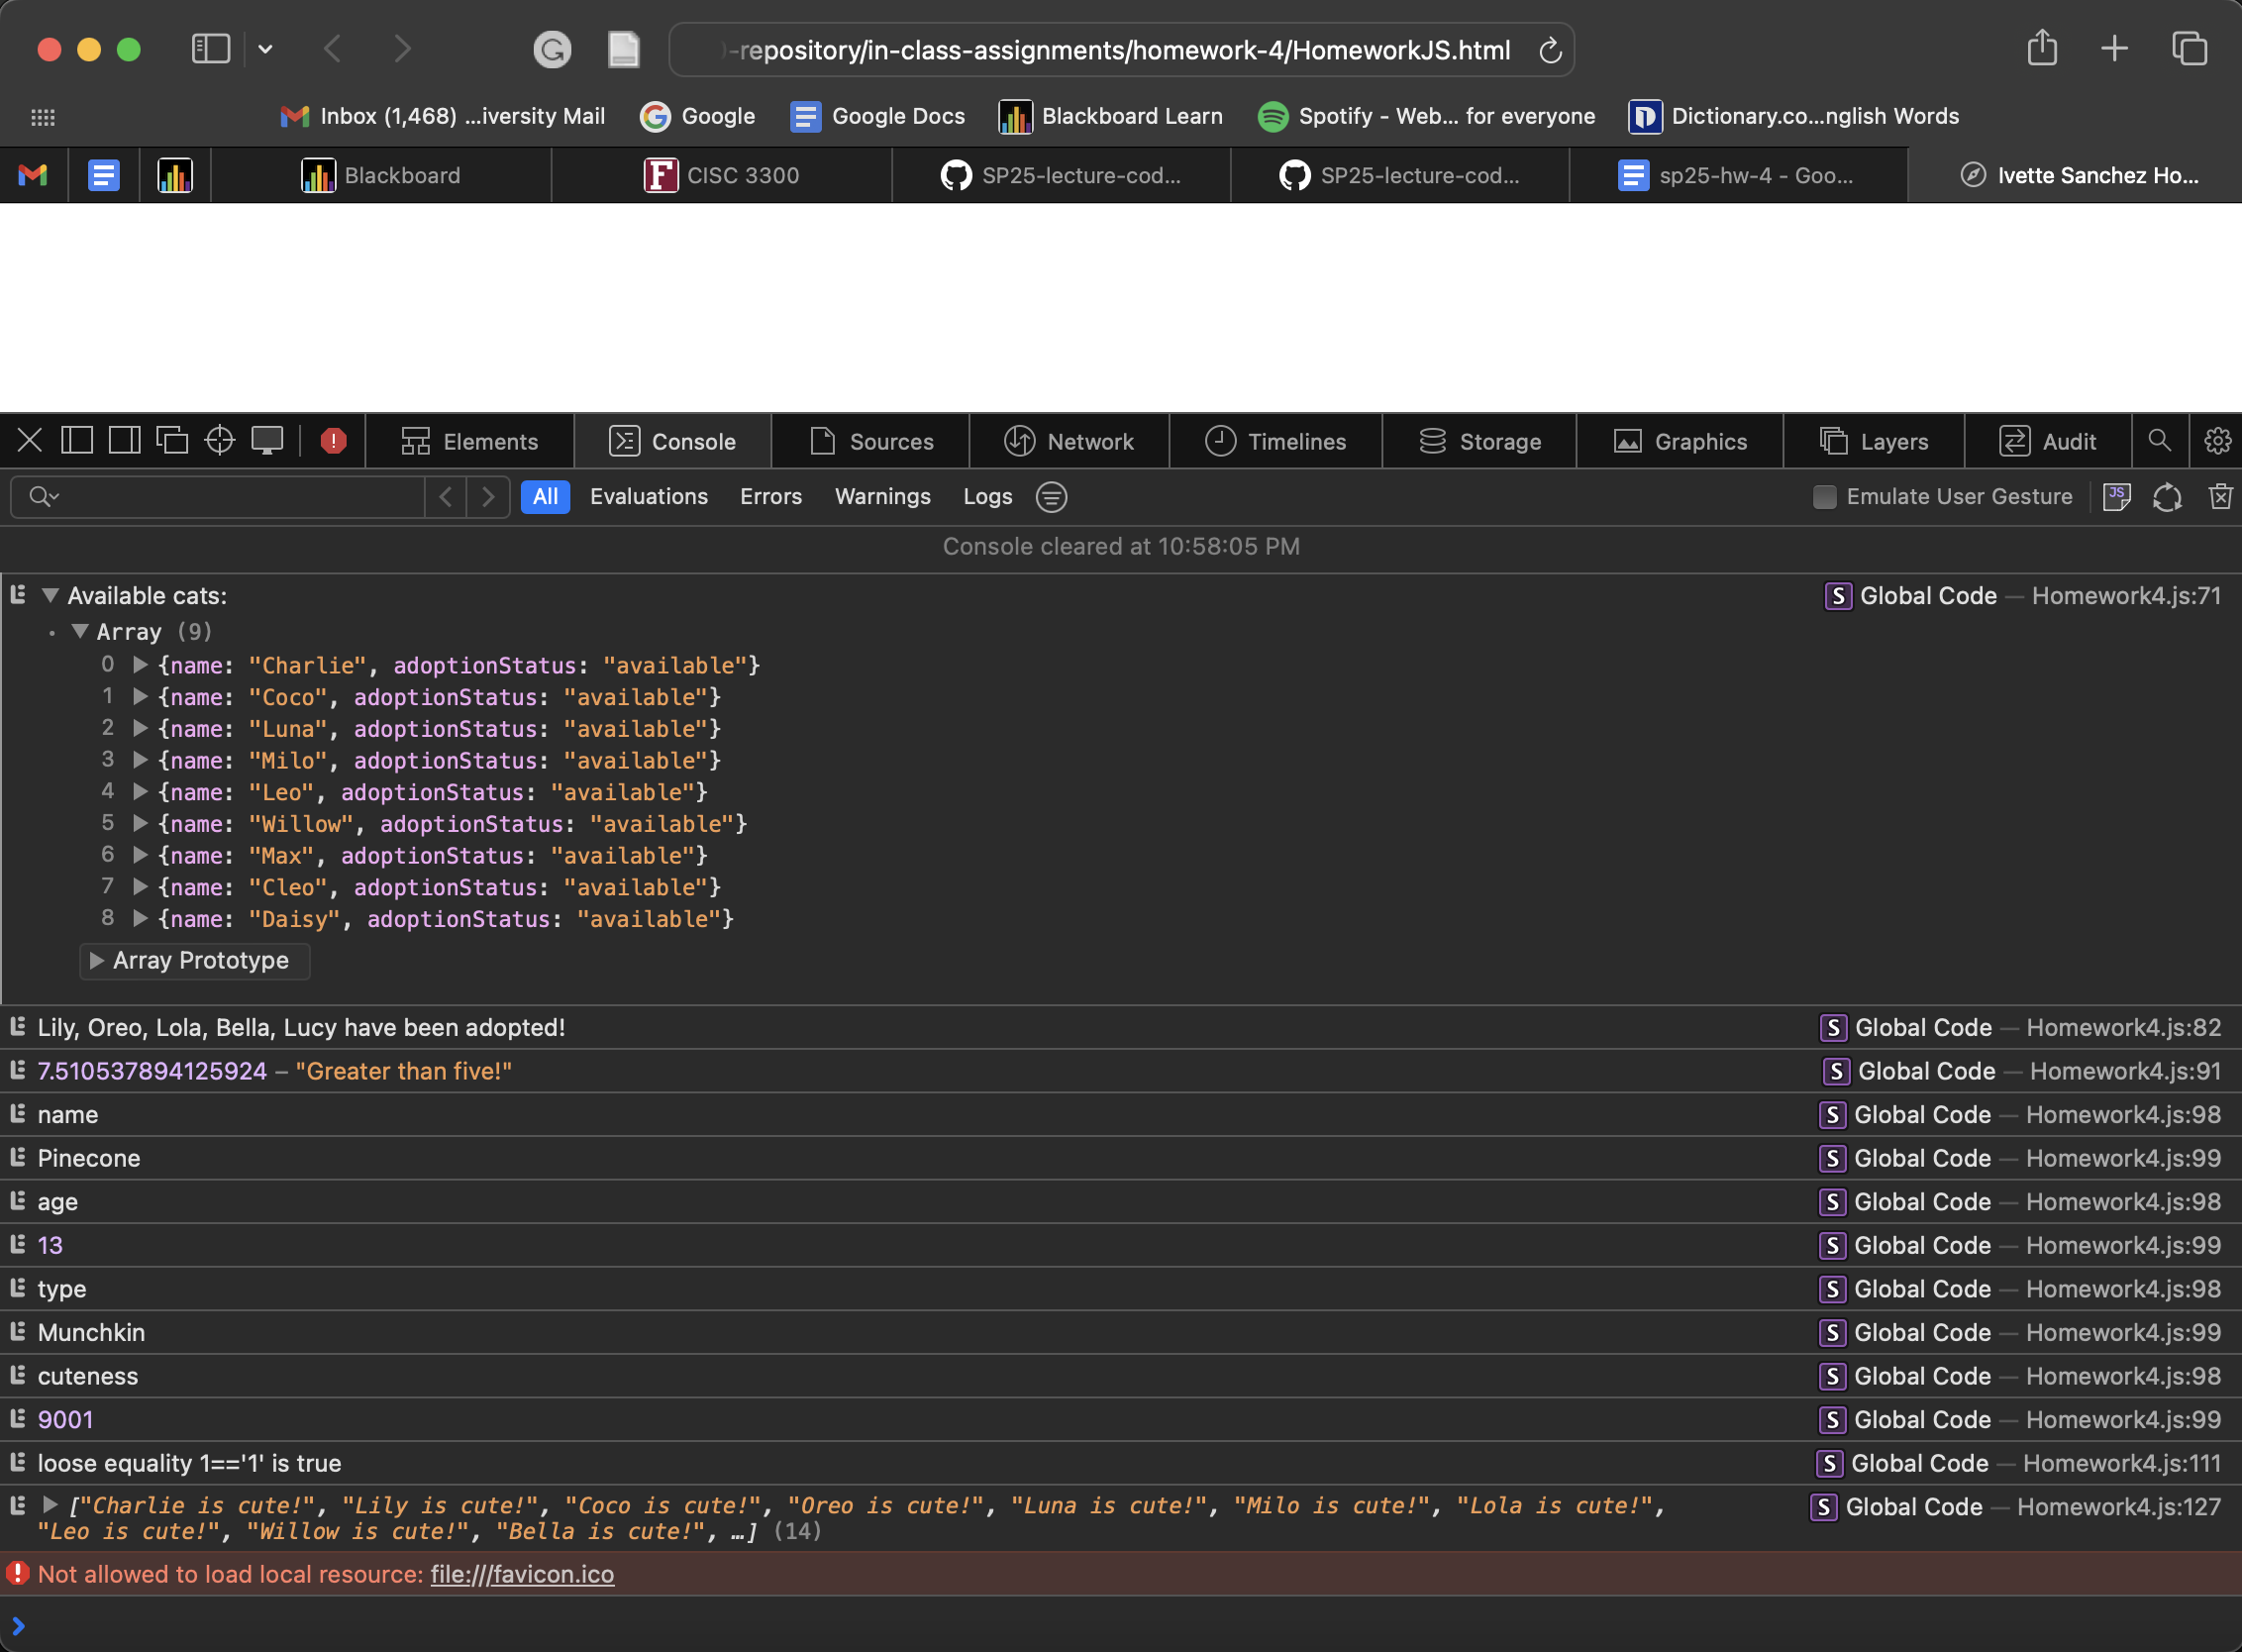 -repository/in-class-assignments/homework-4/HomeworkJS.html
Inbox (1,468) ...iversity Mail Google Google Docs Blackboard Learn Spotify - Web... for everyone Dictionary.co...nglish Words
Blackboard CISC 3300 SP25-lecture-cod... SP25-lecture-cod... sp25-hw-4 - Goo... Ivette Sanchez Ho...
Elements Console Sources Network Timelines Storage Graphics Layers Audit
All Evaluations Errors Warnings Logs Emulate User Gesture
Console cleared at 10:58:05 PM
Available cats: S Global Code — Homework4.js:71
Array (9)
0 {name: "Charlie", adoptionStatus: "available"}
1 {name: "Coco", adoptionStatus: "available"}
2 {name: "Luna", adoptionStatus: "available"}
3 {name: "Milo", adoptionStatus: "available"}
4 {name: "Leo", adoptionStatus: "available"}
5 {name: "Willow", adoptionStatus: "available"}
6 {name: "Max", adoptionStatus: "available"}
7 {name: "Cleo", adoptionStatus: "available"}
8 {name: "Daisy", adoptionStatus: "available"}
Array Prototype
Lily, Oreo, Lola, Bella, Lucy have been adopted! S Global Code — Homework4.js:82
7.510537894125924 – "Greater than five!" S Global Code — Homework4.js:91
name S Global Code — Homework4.js:98
Pinecone S Global Code — Homework4.js:99
age S Global Code — Homework4.js:98
13 S Global Code — Homework4.js:99
type S Global Code — Homework4.js:98
Munchkin S Global Code — Homework4.js:99
cuteness S Global Code — Homework4.js:98
9001 S Global Code — Homework4.js:99
loose equality 1=='1' is true S Global Code — Homework4.js:111
["Charlie is cute!", "Lily is cute!", "Coco is cute!", "Oreo is cute!", "Luna is cute!", "Milo is cute!", "Lola is cute!", S Global Code — Homework4.js:127
"Leo is cute!", "Willow is cute!", "Bella is cute!", …] (14)
Not allowed to load local resource: file:///favicon.ico